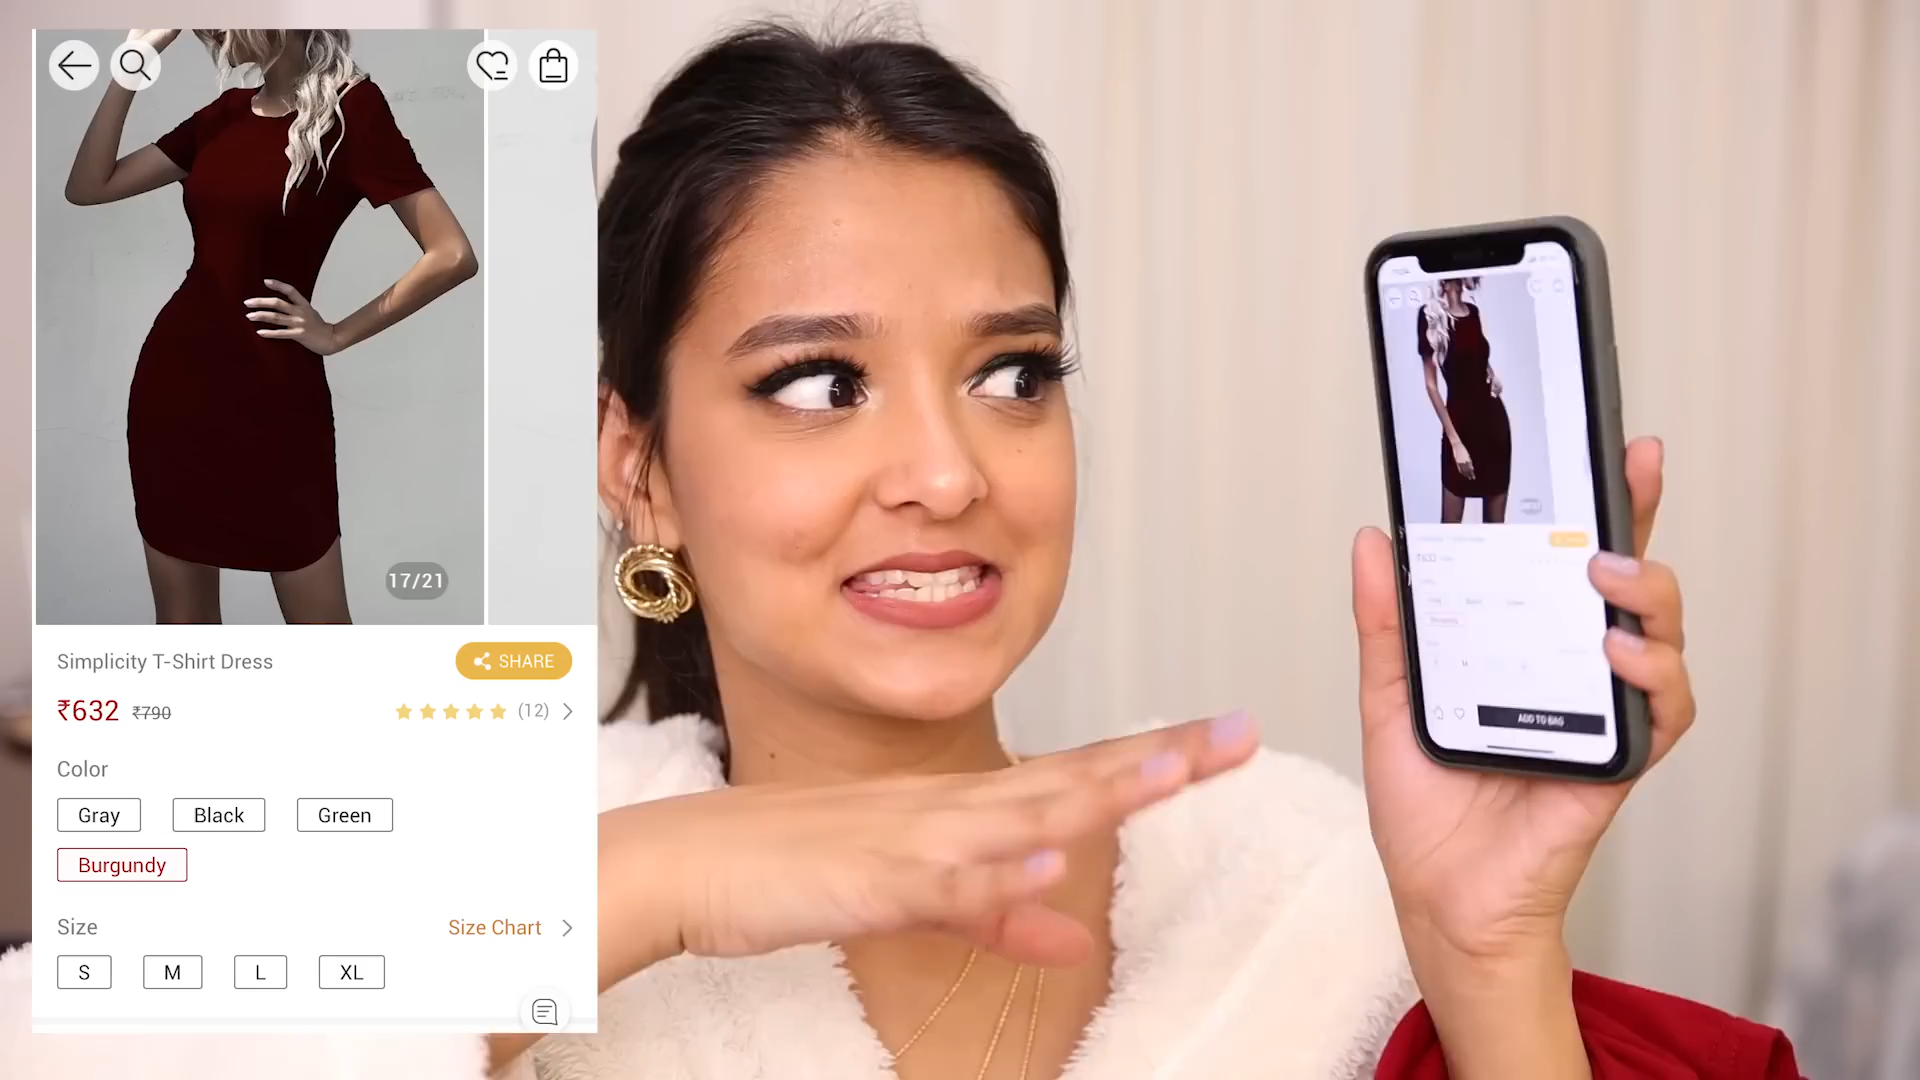 17/21
Simplicity T-Shirt Dress
SHARE
₹632 ₹790
(12)
Color
Gray Black Green
Burgundy
Size
Size Chart
S M L XL
ADD TO BAG